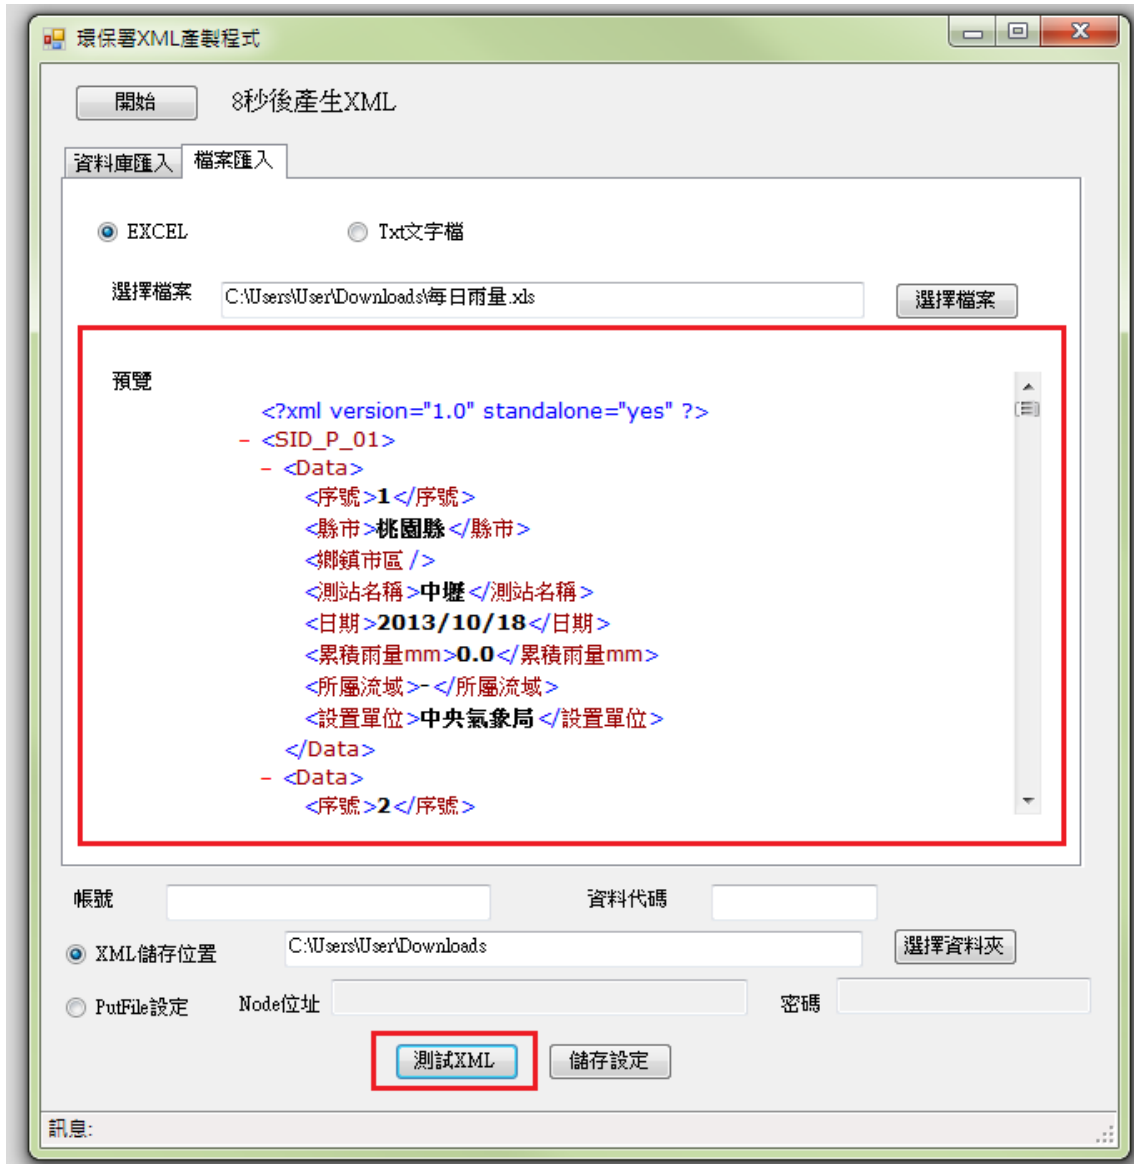 環保署XML產製程式
開始 8秒後產生XML
資料庫匯入 檔案匯入
EXCEL Txt文字檔
選擇檔案 C:\Users\User\Downloads\每日雨量.xls 選擇檔案
預覽
<?xml version="1.0" standalone="yes" ?>
- <SID_P_01>
- <Data>
<序號>1</序號>
<縣市>桃園縣</縣市>
<鄉鎮市區 />
<測站名稱>中壢</測站名稱>
<日期>2013/10/18</日期>
<累積雨量mm>0.0</累積雨量mm>
<所屬流域>-</所屬流域>
<設置單位>中央氣象局</設置單位>
</Data>
- <Data>
<序號>2</序號>
帳號 資料代碼
XML儲存位置 C:\Users\User\Downloads 選擇資料夾
PutFile設定 Node位址 密碼
測試XML 儲存設定
訊息: